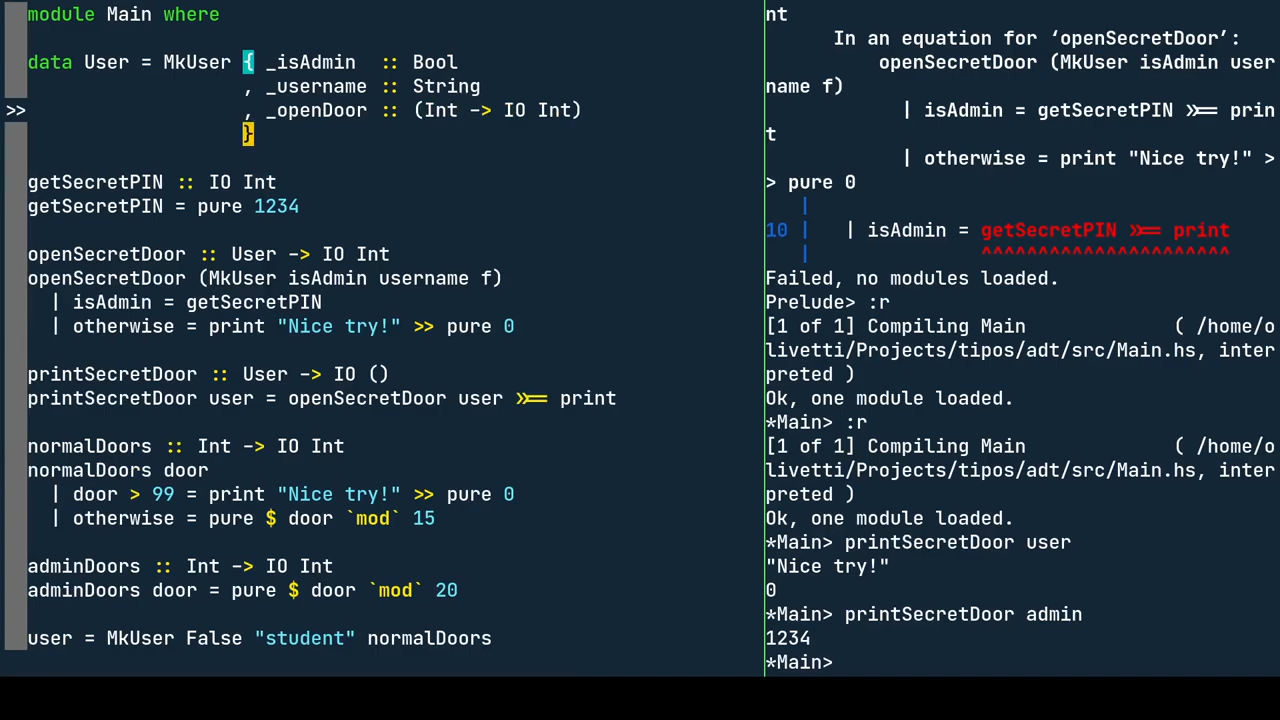 module Main where
data User = MkUser { _isAdmin :: Bool
, _username :: String
>> , _openDoor :: (Int -> IO Int)
}
getSecretPIN :: IO Int
getSecretPIN = pure 1234
openSecretDoor :: User -> IO Int
openSecretDoor (MkUser isAdmin username f)
| isAdmin = getSecretPIN
| otherwise = print "Nice try!" >> pure 0
printSecretDoor :: User -> IO ()
printSecretDoor user = openSecretDoor user >>= print
normalDoors :: Int -> IO Int
normalDoors door
| door > 99 = print "Nice try!" >> pure 0
| otherwise = pure $ door `mod` 15
adminDoors :: Int -> IO Int
adminDoors door = pure $ door `mod` 20
user = MkUser False "student" normalDoors
nt
In an equation for ‘openSecretDoor’:
openSecretDoor (MkUser isAdmin user
name f)
| isAdmin = getSecretPIN >>= prin
t
| otherwise = print "Nice try!" >
> pure 0
|
10 | | isAdmin = getSecretPIN >>= print
| ^^^^^^^^^^^^^^^^^^^^^^
Failed, no modules loaded.
Prelude> :r
[1 of 1] Compiling Main ( /home/o
livetti/Projects/tipos/adt/src/Main.hs, inter
preted )
Ok, one module loaded.
*Main> :r
[1 of 1] Compiling Main ( /home/o
livetti/Projects/tipos/adt/src/Main.hs, inter
preted )
Ok, one module loaded.
*Main> printSecretDoor user
"Nice try!"
0
*Main> printSecretDoor admin
1234
*Main>